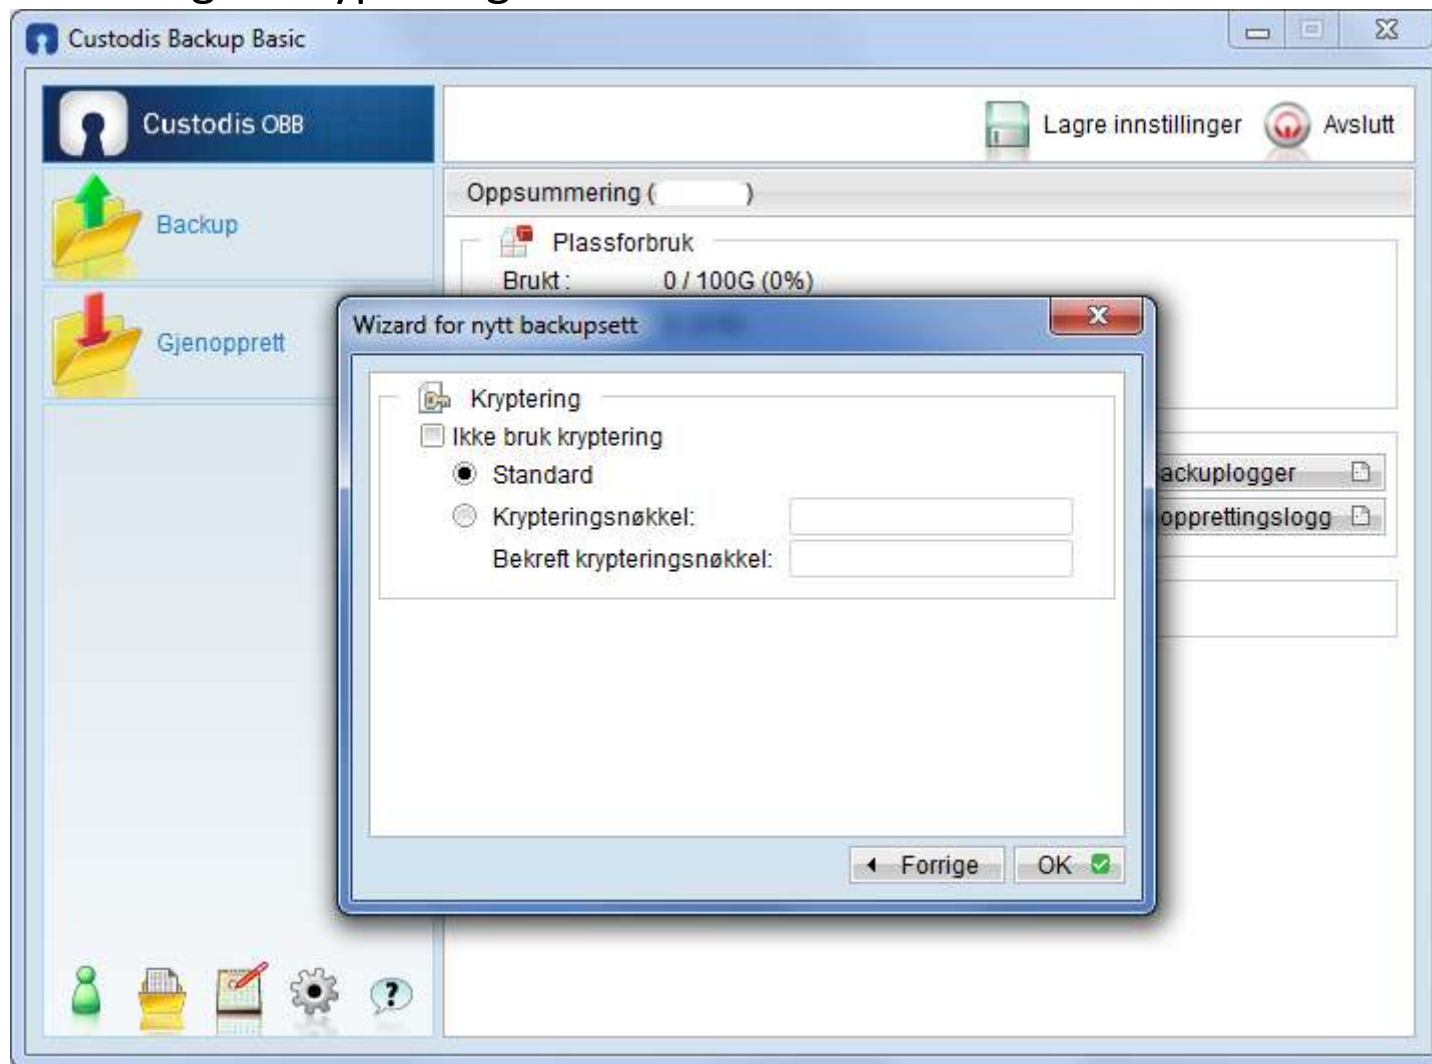 Custodis Backup Basic
Custodis OBB
Lagre innstillinger
Avslutt
Backup
Gjenopprett
Oppsummering ( )
Plassforbruk
Brukt : 0 / 100G (0%)
Wizard for nytt backupsett
Kryptering
Ikke bruk kryptering
Standard
Krypteringsnøkkel:
Bekreft krypteringsnøkkel:
Forrige
OK
ackuplogger
opprettingslogg